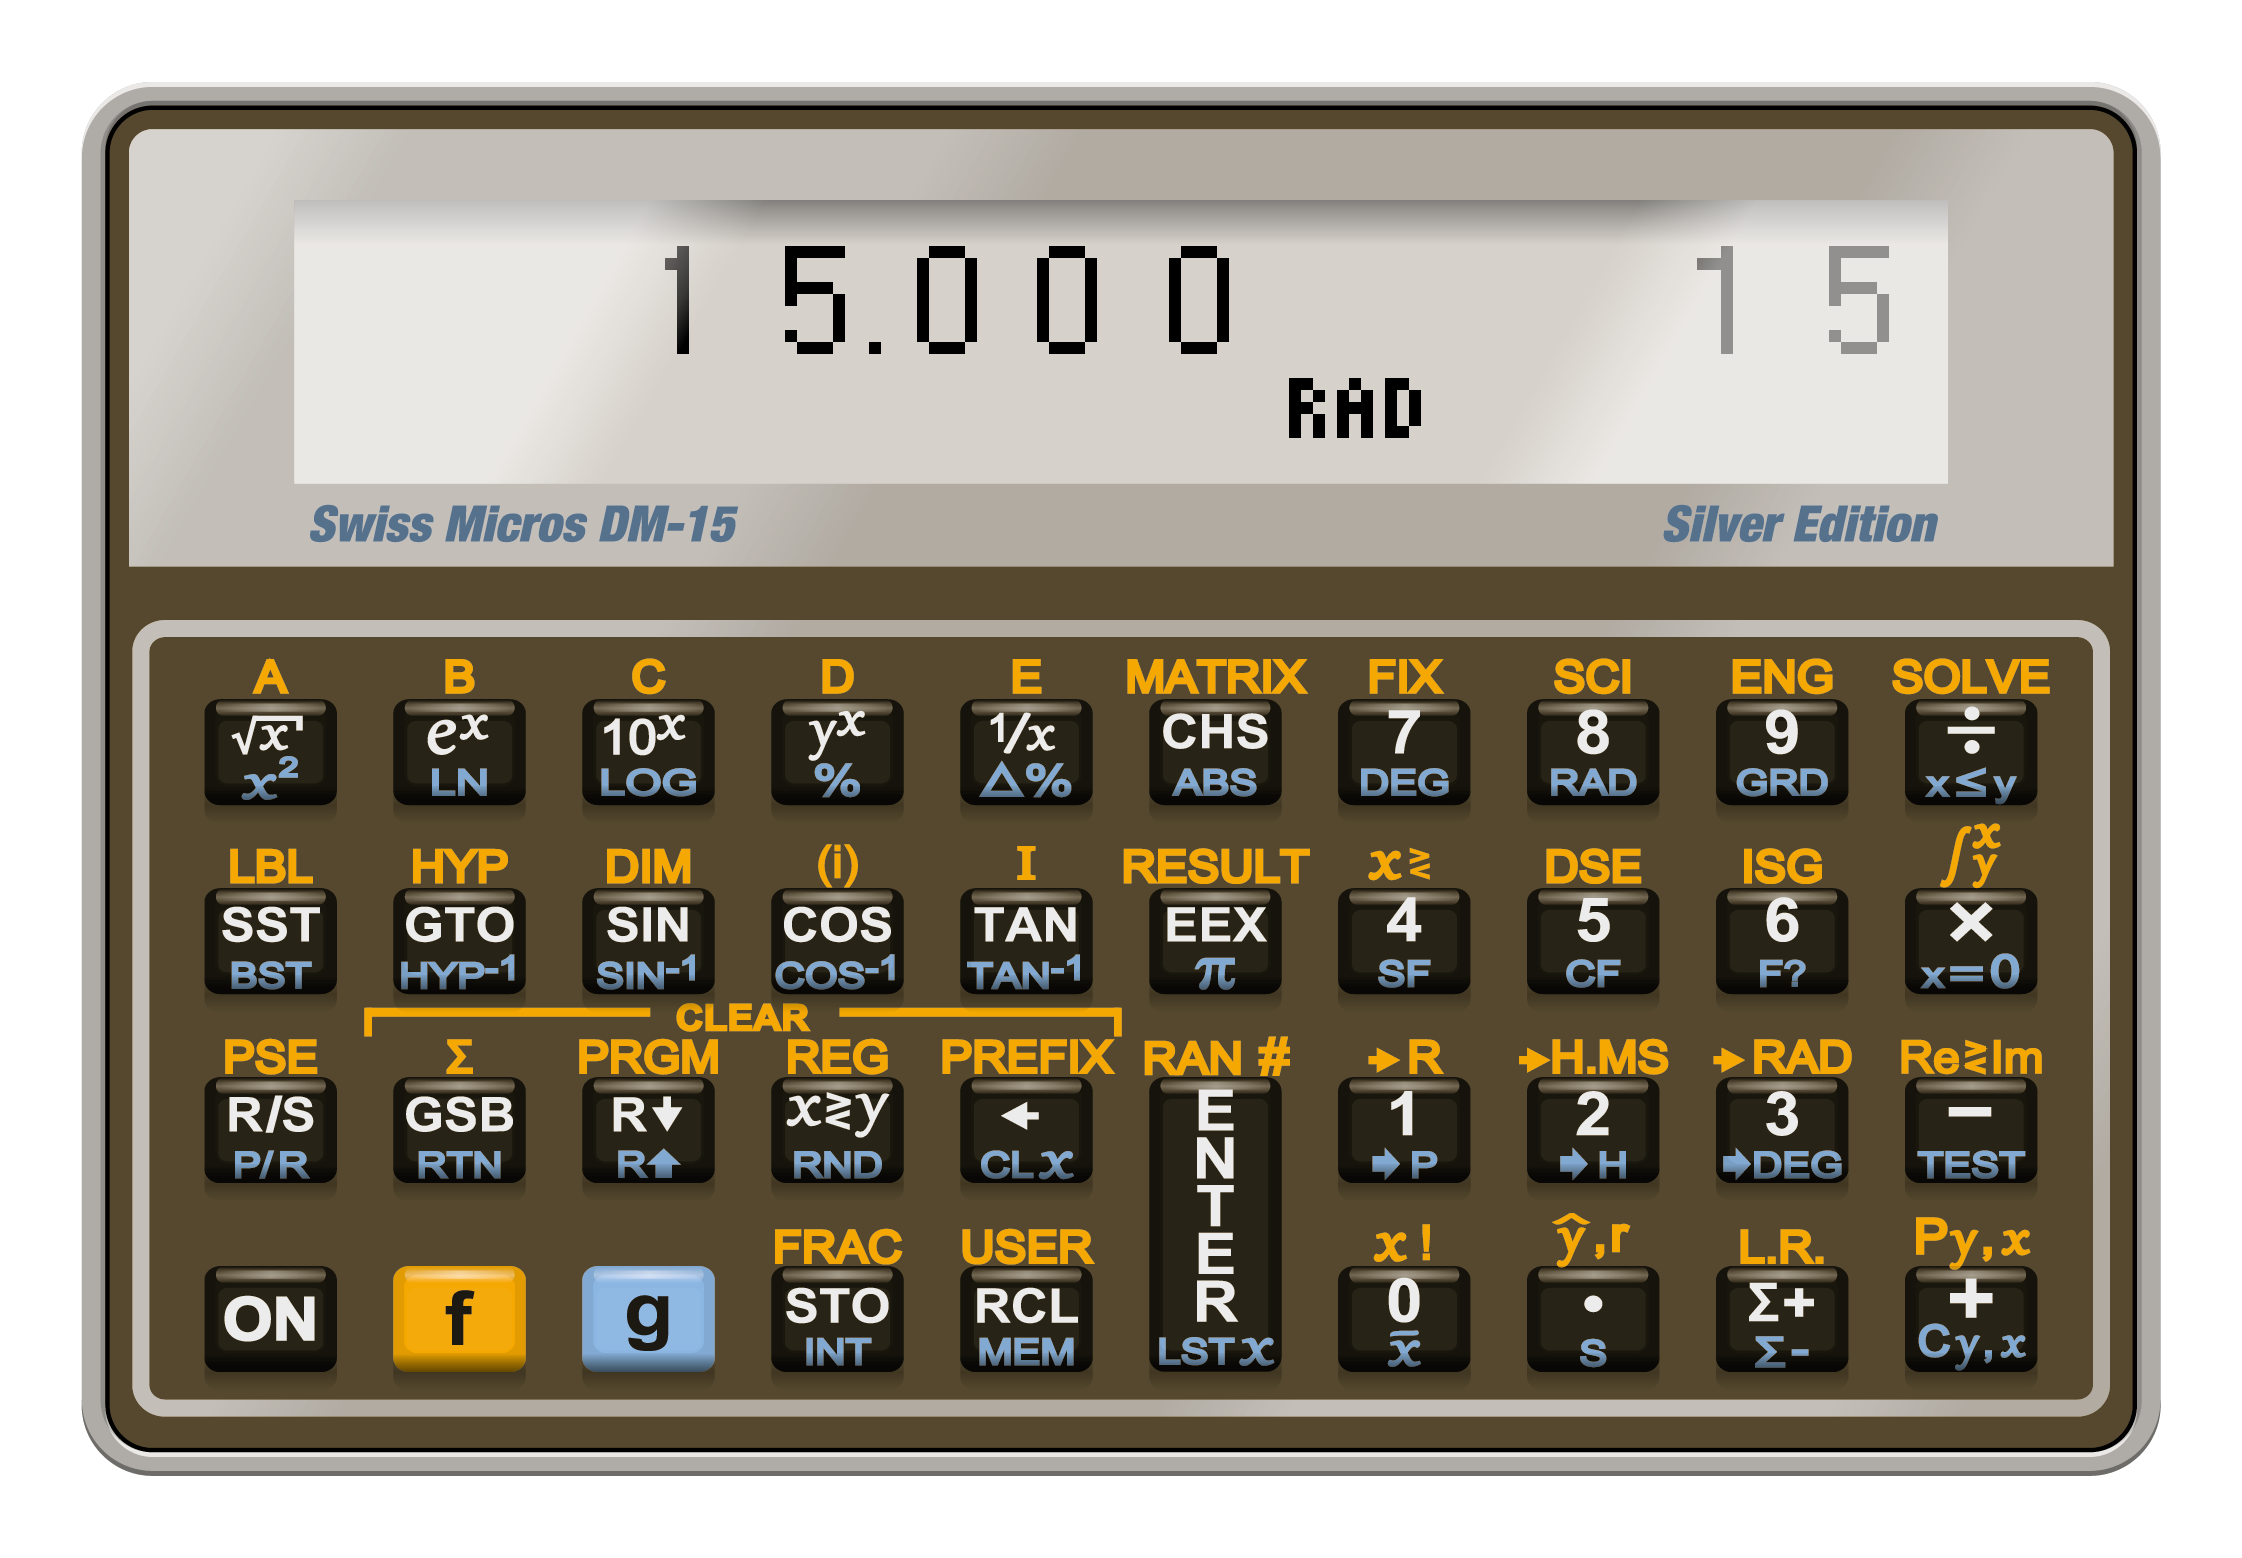 15.000 15
RAD
Swiss Micros DM-15 Silver Edition
A B C D E MATRIX FIX SCI ENG SOLVE
√x eˣ 10ˣ yˣ 1/x CHS 7 8 9 ÷
x² LN LOG % Δ% ABS DEG RAD GRD x≤y
LBL HYP DIM (i) I RESULT x≷ DSE ISG ∫xy
SST GTO SIN COS TAN EEX 4 5 6 ×
BST HYP-1 SIN-1 COS-1 TAN-1 π SF CF F? x=0
CLEAR
PSE Σ PRGM REG PREFIX RAN # →R →H.MS →RAD Re≷Im
R/S GSB R↓ x≷y ← ENTER 1 2 3 −
P/R RTN R↑ RND CLx →P →H →DEG TEST
FRAC USER x! ŷ,r L.R. Py,x
ON f g STO RCL 0 . Σ+ +
INT MEM LSTx x̅ S Σ- Cy,x